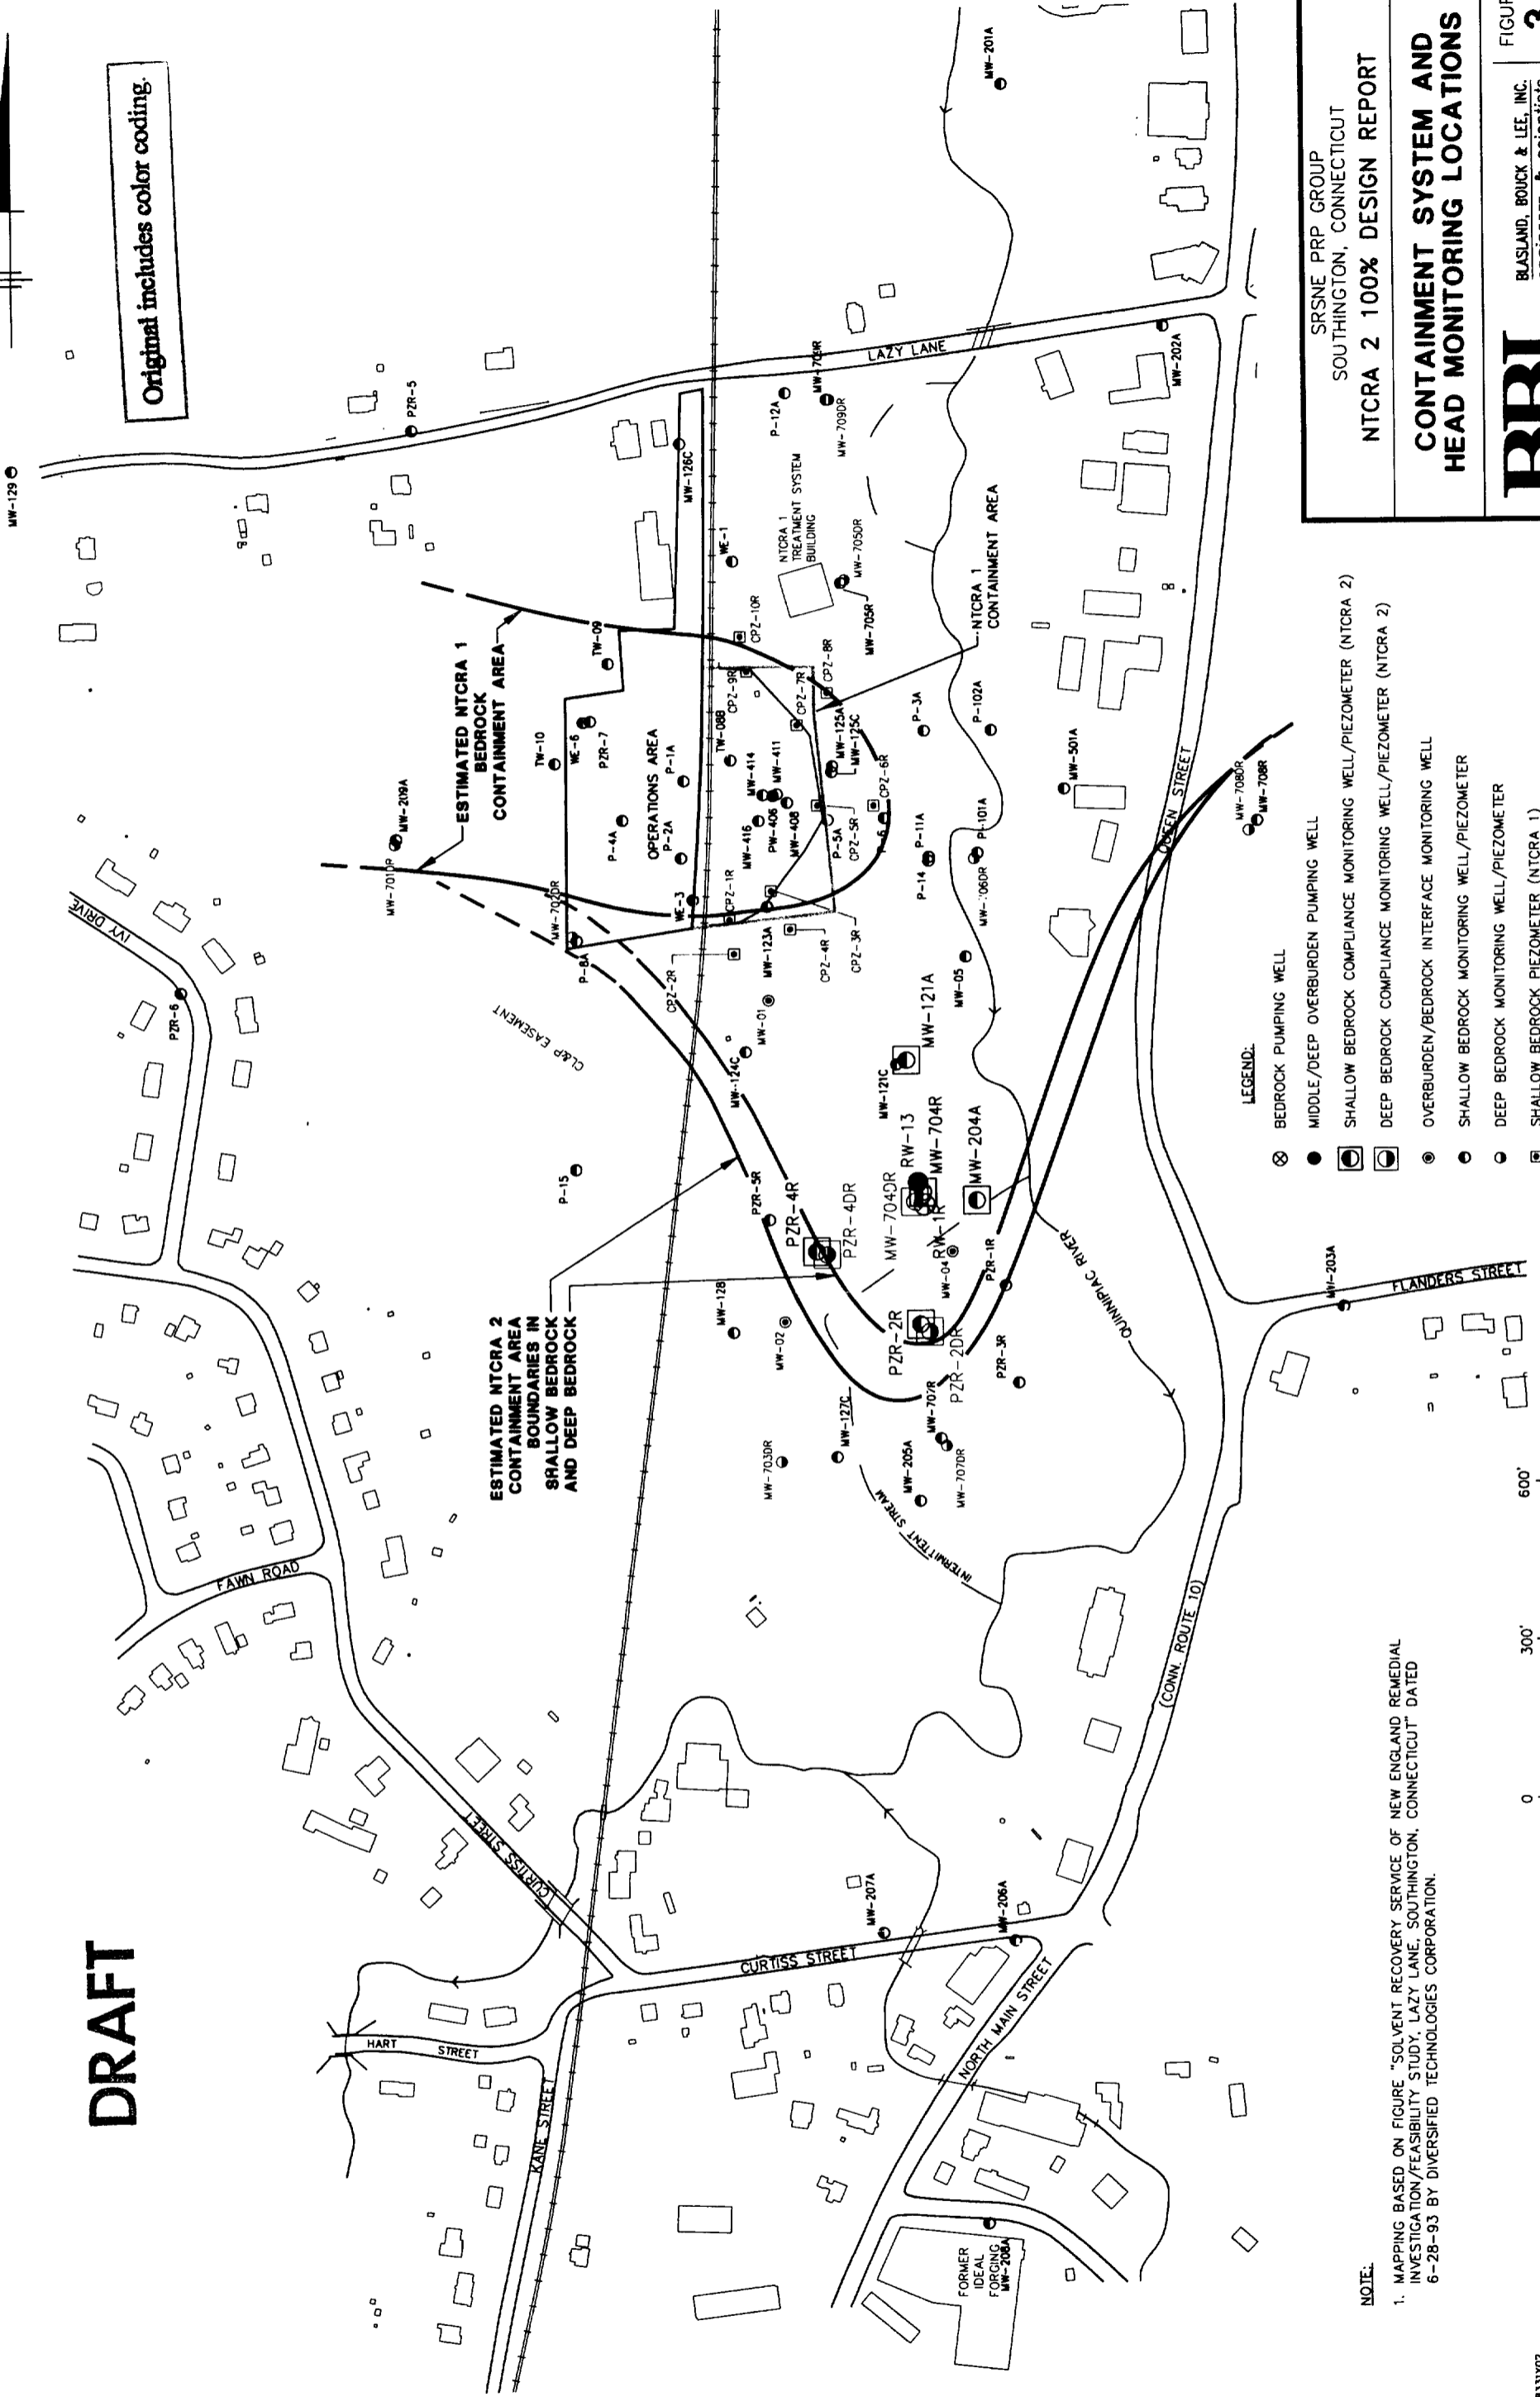 DRAFT
Original includes color coding.
MW-129
PZR-5
LAZY LANE
MW-201A
MW-202A
IVY DRIVE
PZR-6
FAWN ROAD
CURTISS STREET
HART STREET
KANE STREET
CURTISS STREET
NORTH MAIN STREET
FORMER
IDEAL
FORGING
MW-208A
MW-207A
MW-206A
(CONN. ROUTE 10)
QUEEN STREET
FLANDERS STREET
MW-203A
QUINNIPIAC RIVER
INTERMITTENT STREAM
CL&P EASEMENT
ESTIMATED NTCRA 1
BEDROCK
CONTAINMENT AREA
ESTIMATED NTCRA 2
CONTAINMENT AREA
BOUNDARIES IN
SHALLOW BEDROCK
AND DEEP BEDROCK
NTCRA 1
CONTAINMENT AREA
NTCRA 1
TREATMENT SYSTEM
BUILDING
OPERATIONS AREA
MW-209A
MW-701DR
MW-702DR
P-8A
TW-10
WE-6
PZR-7
TW-09
P-4A
P-2A
P-1A
WE-3
MW-126C
WE-1
P-12A
MW-709R
MW-709DR
MW-705DR
MW-705R
CPZ-10R
CPZ-9R
CPZ-8R
CPZ-7R
TW-08B
MW-414
MW-411
MW-416
PW-406
MW-408
MW-125A
MW-125C
CPZ-6R
P-5A
CPZ-5R
P-6
CPZ-1R
CPZ-2R
MW-123A
CPZ-4R
CPZ-3R
P-3A
P-102A
P-11A
P-14
P-101A
MW-706DR
MW-501A
MW-05
MW-01
MW-124C
MW-121C
MW-121A
P-15
PZR-5R
PZR-4R
PZR-4DR
MW-704DR
RW-13
MW-704R
MW-204A
RW-1R
MW-04
PZR-1R
MW-128
MW-02
PZR-2R
PZR-2DR
PZR-3R
MW-703DR
MW-127C
MW-707R
MW-205A
MW-707DR
MW-708DR
MW-708R
LEGEND:
BEDROCK PUMPING WELL
MIDDLE/DEEP OVERBURDEN PUMPING WELL
SHALLOW BEDROCK COMPLIANCE MONITORING WELL/PIEZOMETER (NTCRA 2)
DEEP BEDROCK COMPLIANCE MONITORING WELL/PIEZOMETER (NTCRA 2)
OVERBURDEN/BEDROCK INTERFACE MONITORING WELL
SHALLOW BEDROCK MONITORING WELL/PIEZOMETER
DEEP BEDROCK MONITORING WELL/PIEZOMETER
SHALLOW BEDROCK PIEZOMETER (NTCRA 1)
NOTE:
1. MAPPING BASED ON FIGURE "SOLVENT RECOVERY SERVICE OF NEW ENGLAND REMEDIAL
INVESTIGATION/FEASIBILITY STUDY, LAZY LANE, SOUTHINGTON, CONNECTICUT" DATED
6-28-93 BY DIVERSIFIED TECHNOLOGIES CORPORATION.
0 300' 600'
SRSNE PRP GROUP
SOUTHINGTON, CONNECTICUT
NTCRA 2 100% DESIGN REPORT
CONTAINMENT SYSTEM AND
HEAD MONITORING LOCATIONS
BBL
BLASLAND, BOUCK & LEE, INC.